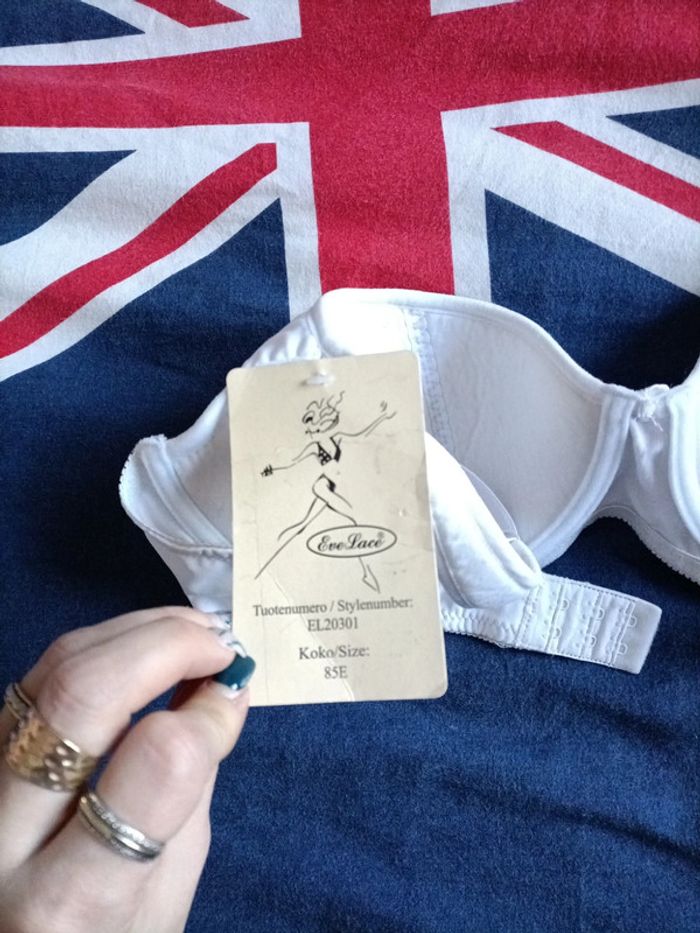 Eve Lace®
Tuotenumero / Stylenumber:
EL20301
Koko/Size:
85E